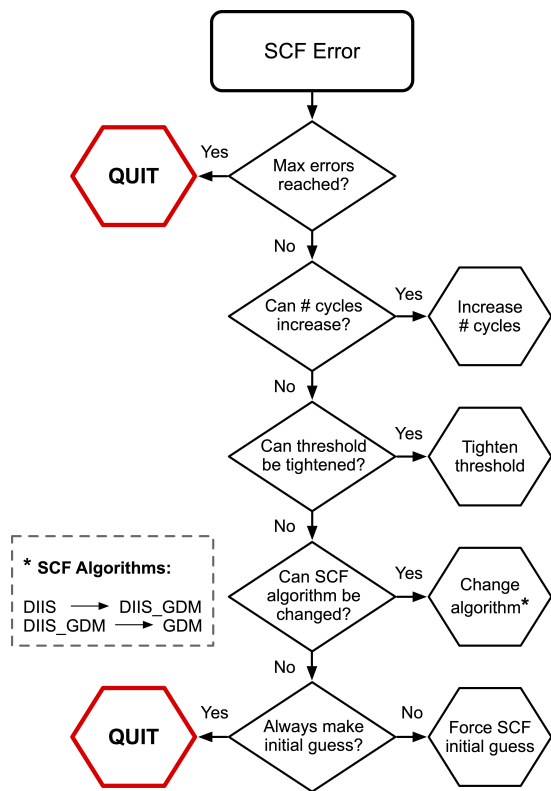 SCF Error
Yes
QUIT
Max errors
reached?
No
Can # cycles
increase?
Yes
Increase
# cycles
No
Can threshold
be tightened?
Yes
Tighten
threshold
No
* SCF Algorithms:
DIIS → DIIS_GDM
DIIS_GDM → GDM
Can SCF
algorithm be
changed?
Yes
Change
algorithm*
No
Yes
QUIT
Always make
initial guess?
No
Force SCF
initial guess